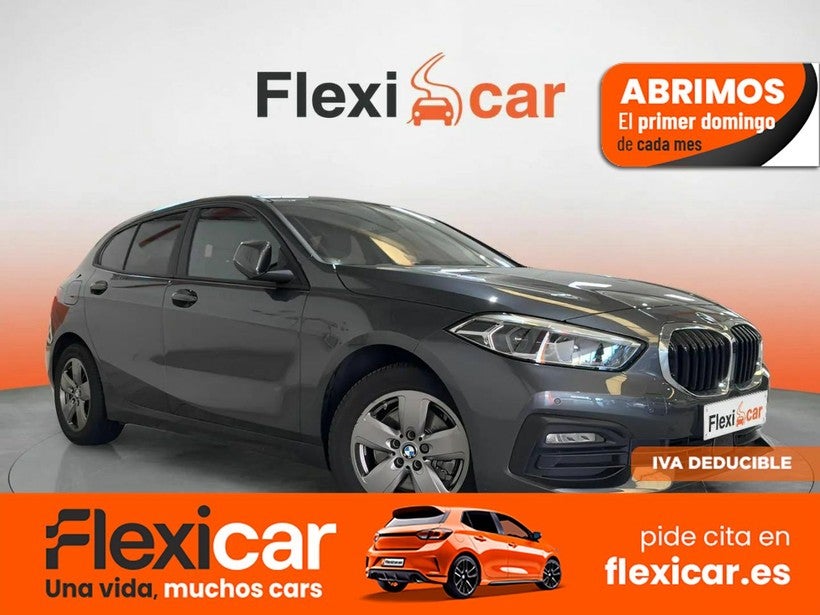 Flexicar
ABRIMOS
El primer domingo
de cada mes
Flexicar
IVA DEDUCIBLE
Flexicar
Una vida, muchos cars
pide cita en
flexicar.es